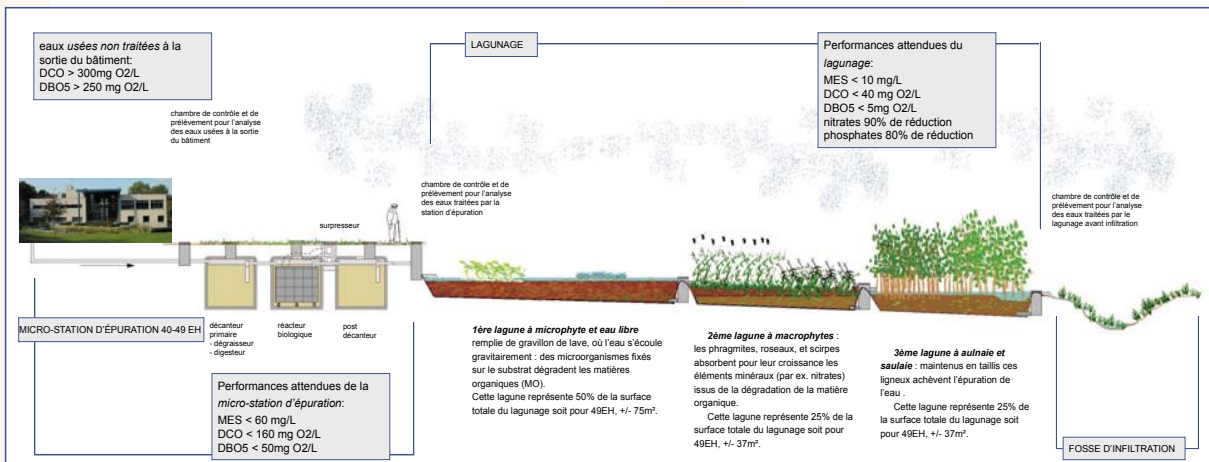 eaux usées non traitées à la
sortie du bâtiment:
DCO > 300mg O2/L
DBO5 > 250 mg O2/L
LAGUNAGE
Performances attendues du
lagunage:
MES < 10 mg/L
DCO < 40 mg O2/L
DBO5 < 5mg O2/L
nitrates 90% de réduction
phosphates 80% de réduction
chambre de contrôle et de
prélèvement pour l'analyse
des eaux usées à la sortie
du bâtiment
chambre de contrôle et de
prélèvement pour l'analyse
des eaux traitées par la
station d'épuration
chambre de contrôle et de
prélèvement pour l'analyse
des eaux traitées par le
lagunage avant infiltration
surpresseur
MICRO-STATION D'ÉPURATION 40-49 EH
décanteur
primaire
- dégraisseur
- digesteur
réacteur
biologique
post
décanteur
Performances attendues de la
micro-station d'épuration:
MES < 60 mg/L
DCO < 160 mg O2/L
DBO5 < 50mg O2/L
1ère lagune à microphyte et eau libre
remplie de gravillon de lave, où l'eau s'écoule
gravitairement : des microorganismes fixés
sur le substrat dégradent les matières
organiques (MO).
Cette lagune représente 50% de la surface
totale du lagunage soit pour 49EH, +/- 75m².
2ème lagune à macrophytes :
les phragmites, roseaux, et scirpes
absorbent pour leur croissance les
éléments minéraux (par ex. nitrates)
issus de la dégradation de la matière
organique.
Cette lagune représente 25% de la
surface totale du lagunage soit pour
49EH, +/- 37m².
3ème lagune à aulnaie et
saulaie : maintenus en taillis ces
ligneux achèvent l'épuration de
l'eau .
Cette lagune représente 25% de
la surface totale du lagunage soit
pour 49EH, +/- 37m².
FOSSE D'INFILTRATION